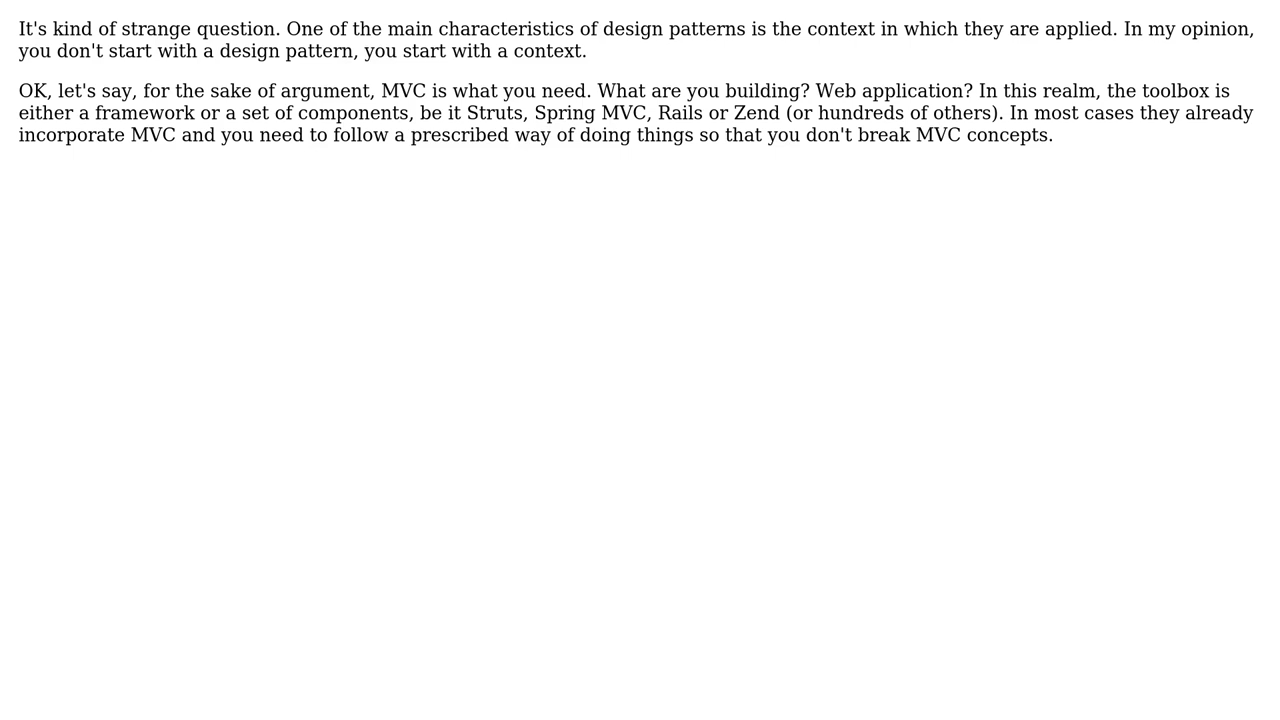 It's kind of strange question. One of the main characteristics of design patterns is the context in which they are applied. In my opinion,
you don't start with a design pattern, you start with a context.
OK, let's say, for the sake of argument, MVC is what you need. What are you building? Web application? In this realm, the toolbox is
either a framework or a set of components, be it Struts, Spring MVC, Rails or Zend (or hundreds of others). In most cases they already
incorporate MVC and you need to follow a prescribed way of doing things so that you don't break MVC concepts.